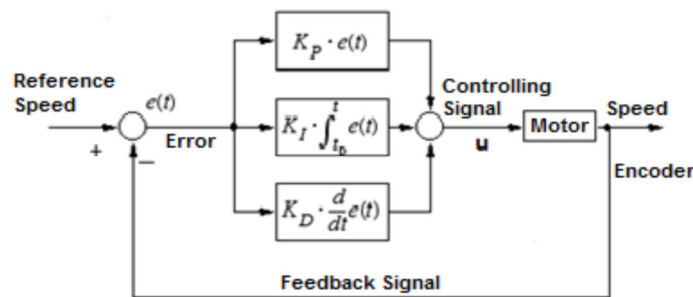 K_P · e(t)
Reference
Speed
e(t)
Controlling
Signal
K_I · ∫_{t_0}^{t} e(t)
Motor
Speed
+
−
Error
u
Encoder
K_D · d/dt e(t)
Feedback Signal